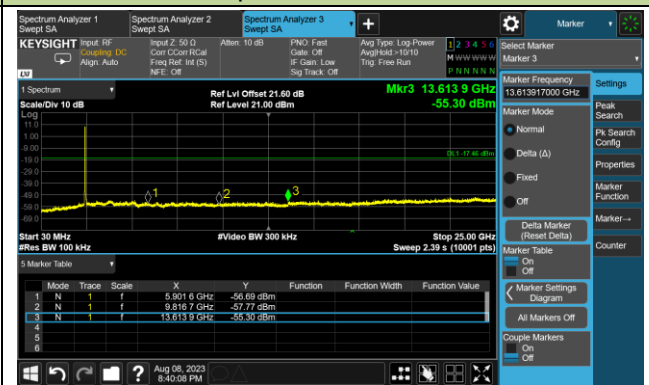 Spectrum Analyzer 1
Swept SA
Spectrum Analyzer 2
Swept SA
Spectrum Analyzer 3
Swept SA
Marker
KEYSIGHT
Input: RF
Coupling: DC
Align: Auto
Input Z: 50 Ω
Corr CCorr RCal
Freq Ref: Int (S)
NFE: Off
Atten: 10 dB
PNO: Fast
Gate: Off
IF Gain: Low
Sig Track: Off
Avg Type: Log-Power
Avg|Hold:>10/10
Trig: Free Run
1 2 3 4 5 6
M W W W W W
P N N N N N
LXI
Select Marker
Marker 3
1 Spectrum
Scale/Div 10 dB
Log
Ref Lvl Offset 21.60 dB
Ref Level 21.00 dBm
Mkr3 13.613 9 GHz
-55.30 dBm
11.0
1.00
-9.00
-19.0
-29.0
-39.0
-49.0
-59.0
-69.0
DL1 -17.46 dBm
1
2
3
Start 30 MHz
#Res BW 100 kHz
#Video BW 300 kHz
Stop 25.00 GHz
Sweep 2.39 s (10001 pts)
5 Marker Table
Mode Trace Scale X Y Function Function Width Function Value
1 N 1 f 5.901 6 GHz -56.69 dBm
2 N 1 f 9.816 7 GHz -57.77 dBm
3 N 1 f 13.613 9 GHz -55.30 dBm
4
5
6
Marker Frequency
13.613917000 GHz
Marker Mode
Normal
Delta (Δ)
Fixed
Off
Delta Marker
(Reset Delta)
Marker Table
On
Off
Marker Settings
Diagram
All Markers Off
Couple Markers
On
Off
Settings
Peak
Search
Pk Search
Config
Properties
Marker
Function
Marker→
Counter
?
Aug 08, 2023
8:40:08 PM